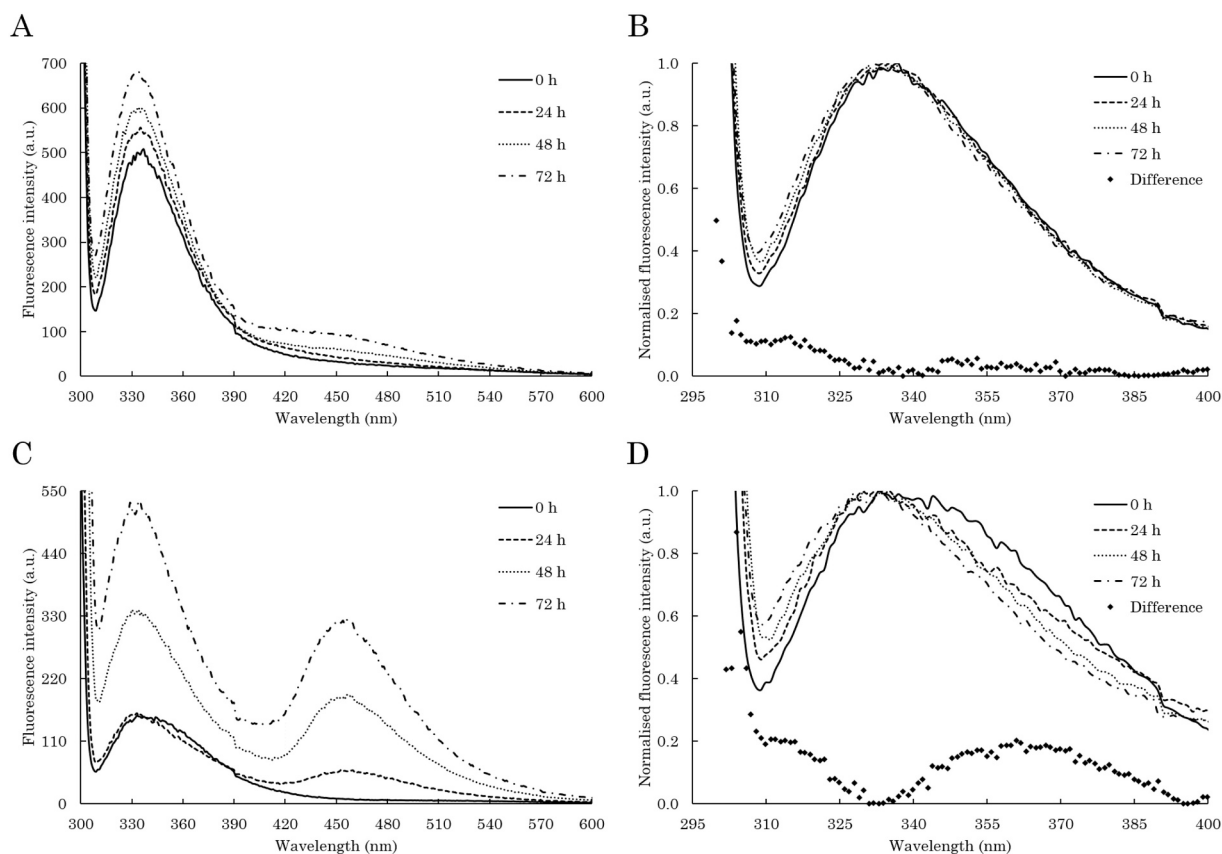 A
Fluorescence intensity (a.u.)
700
600
500
400
300
200
100
0
300 330 360 390 420 450 480 510 540 570 600
Wavelength (nm)
0 h
24 h
48 h
72 h
B
Normalised fluorescence intensity (a.u.)
1.0
0.8
0.6
0.4
0.2
0.0
295 310 325 340 355 370 385 400
Wavelength (nm)
0 h
24 h
48 h
72 h
Difference
C
Fluorescence intensity (a.u.)
550
440
330
220
110
0
300 330 360 390 420 450 480 510 540 570 600
Wavelength (nm)
0 h
24 h
48 h
72 h
D
Normalised fluorescence intensity (a.u.)
1.0
0.8
0.6
0.4
0.2
0.0
295 310 325 340 355 370 385 400
Wavelength (nm)
0 h
24 h
48 h
72 h
Difference